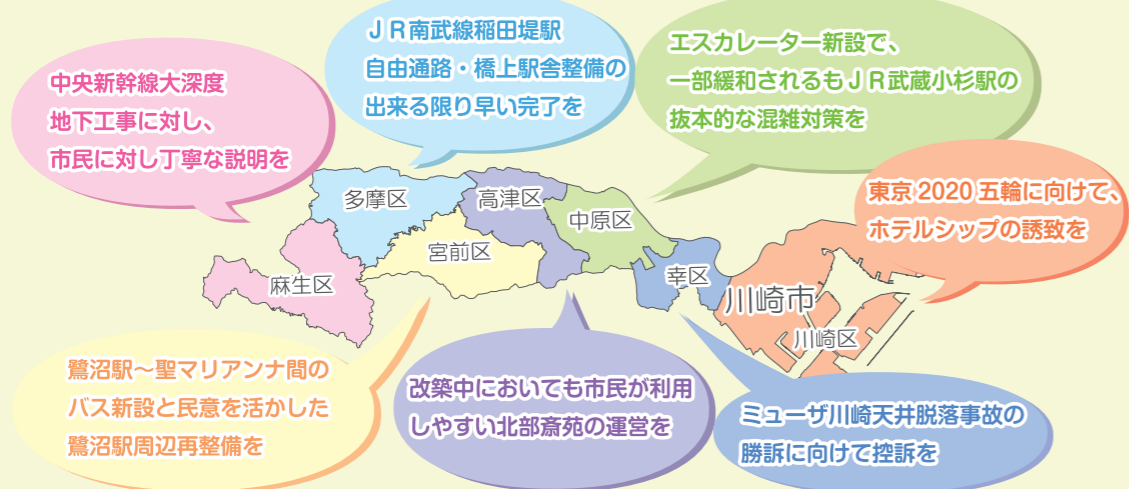 中央新幹線大深度
地下工事に対し、
市民に対し丁寧な説明を
JR南武線稲田堤駅
自由通路・橋上駅舎整備の
出来る限り早い完了を
エスカレーター新設で、
一部緩和されるもJR武蔵小杉駅の
抜本的な混雑対策を
東京2020五輪に向けて、
ホテルシップの誘致を
多摩区
高津区
中原区
宮前区
麻生区
幸区
川崎市
川崎区
鷺沼駅~聖マリアンナ間の
バス新設と民意を活かした
鷺沼駅周辺再整備を
改築中においても市民が利用
しやすい北部斎苑の運営を
ミューザ川崎天井脱落事故の
勝訴に向けて控訴を